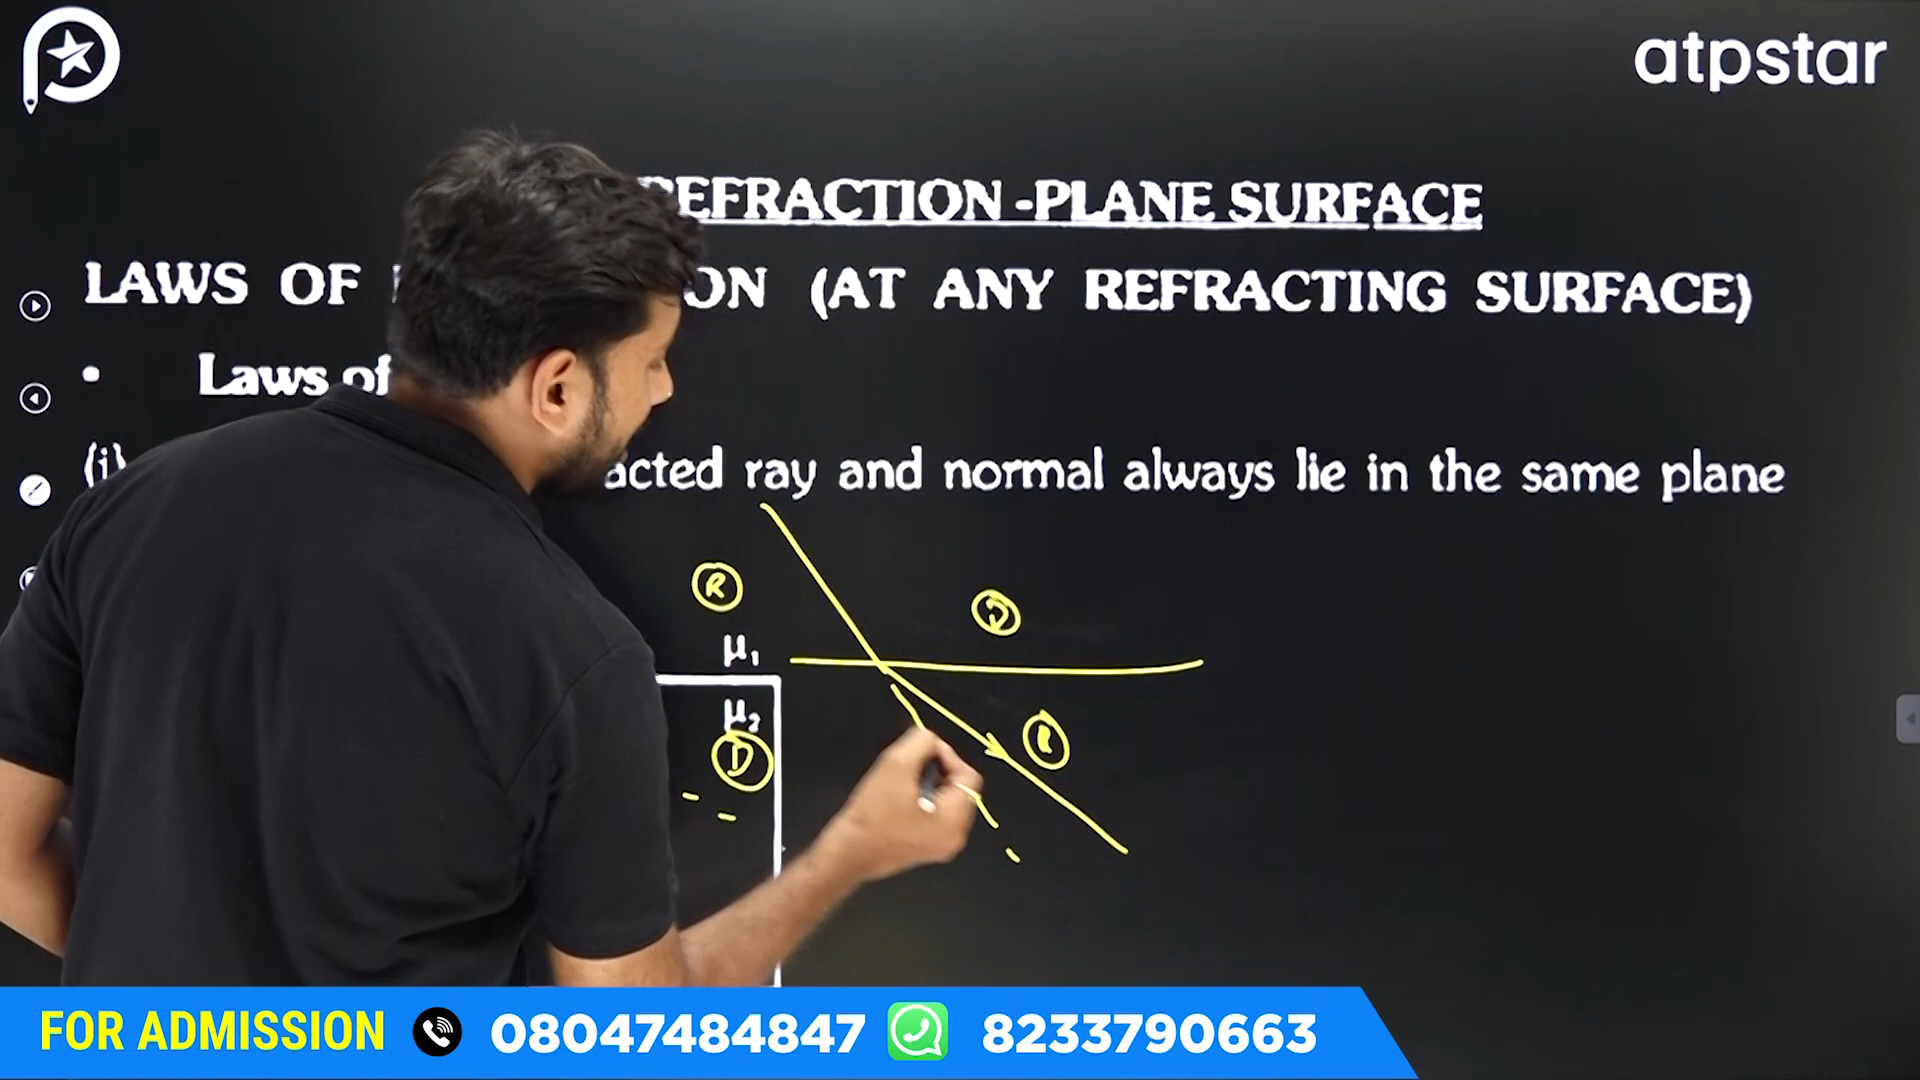 atpstar
REFRACTION -PLANE SURFACE
LAWS OF ON (AT ANY REFRACTING SURFACE)
• Laws of
(i) acted ray and normal always lie in the same plane
R
D
μ₁
μ₂
D
R
FOR ADMISSION 08047484847 8233790663